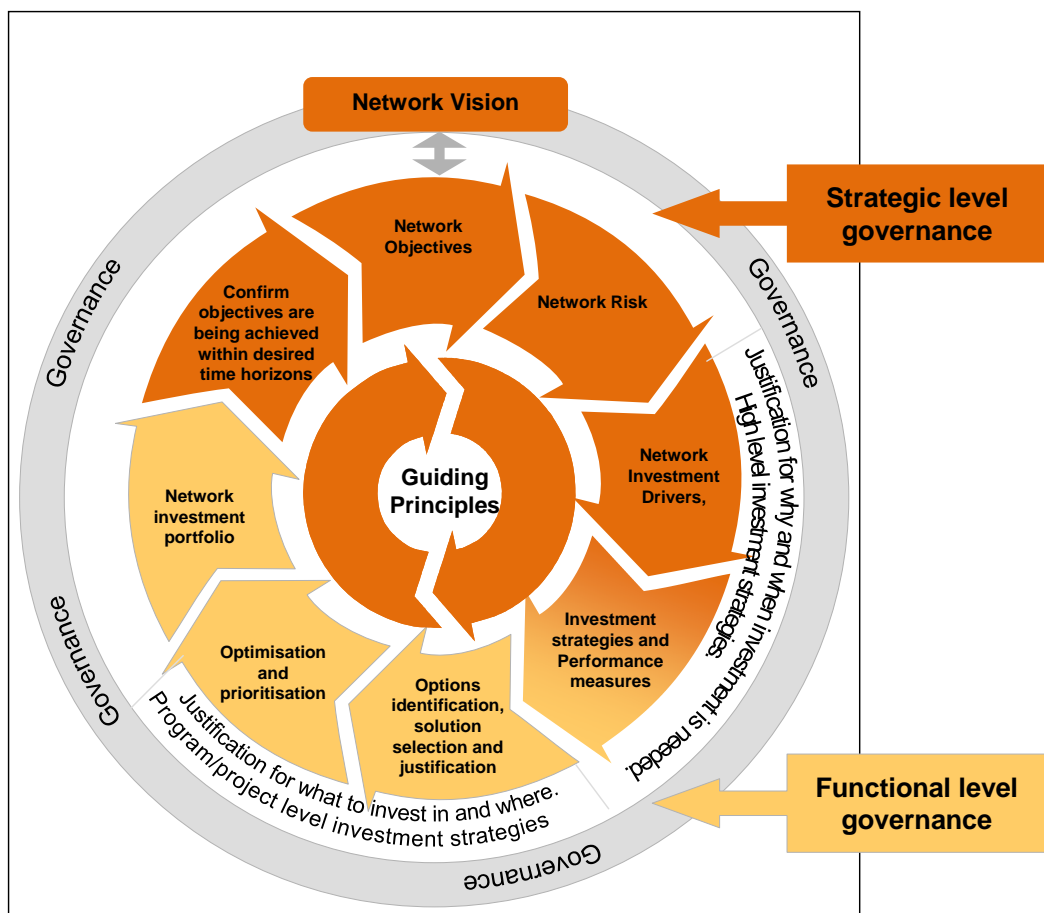 Network Vision
Strategic level
governance
Network
Objectives
Network Risk
Network
Investment
Drivers,
Investment
strategies and
Performance
measures
Options
identification,
solution
selection and
justification
Optimisation
and
prioritisation
Network
investment
portfolio
Confirm
objectives are
being achieved
within desired
time horizons
Guiding
Principles
Governance
Governance
Governance
Governance
Justification for why and when investment is needed.
High level investment strategies.
Justification for what to invest in and where.
Program/project level investment strategies
Functional level
governance